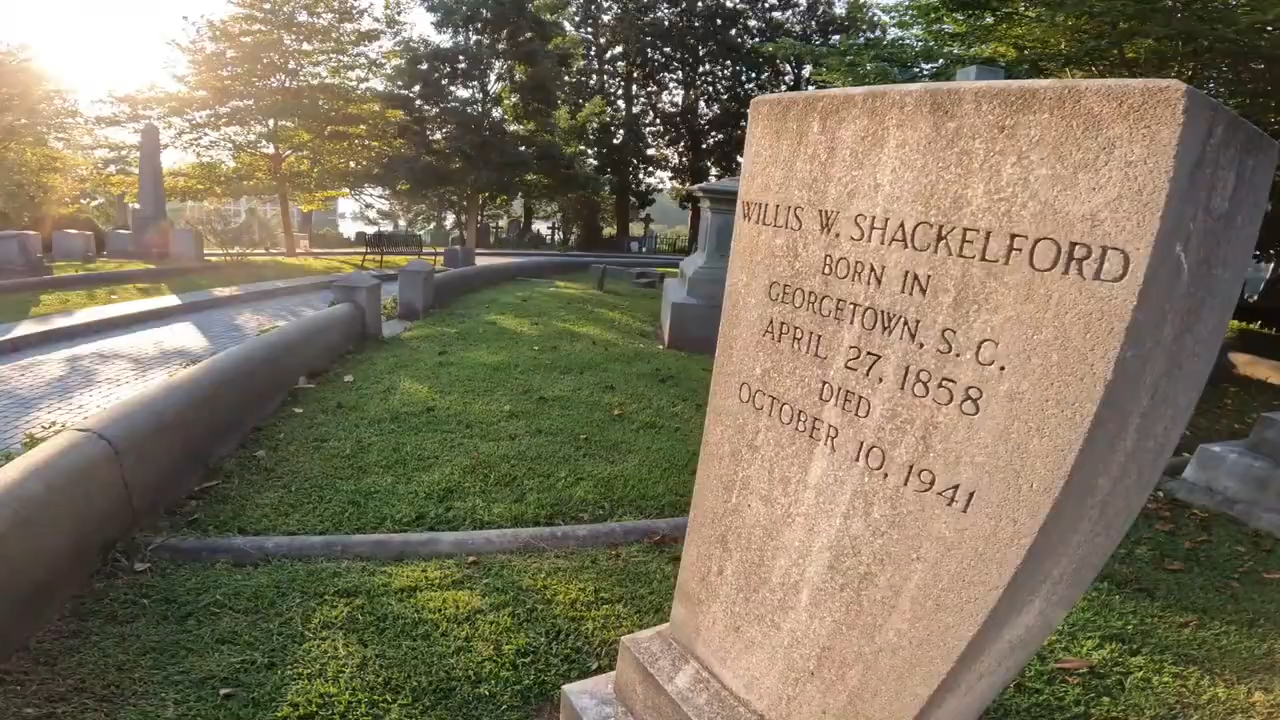 WILLIS W. SHACKELFORD
BORN IN
GEORGETOWN, S. C.
APRIL 27, 1858
DIED
OCTOBER 10, 1941